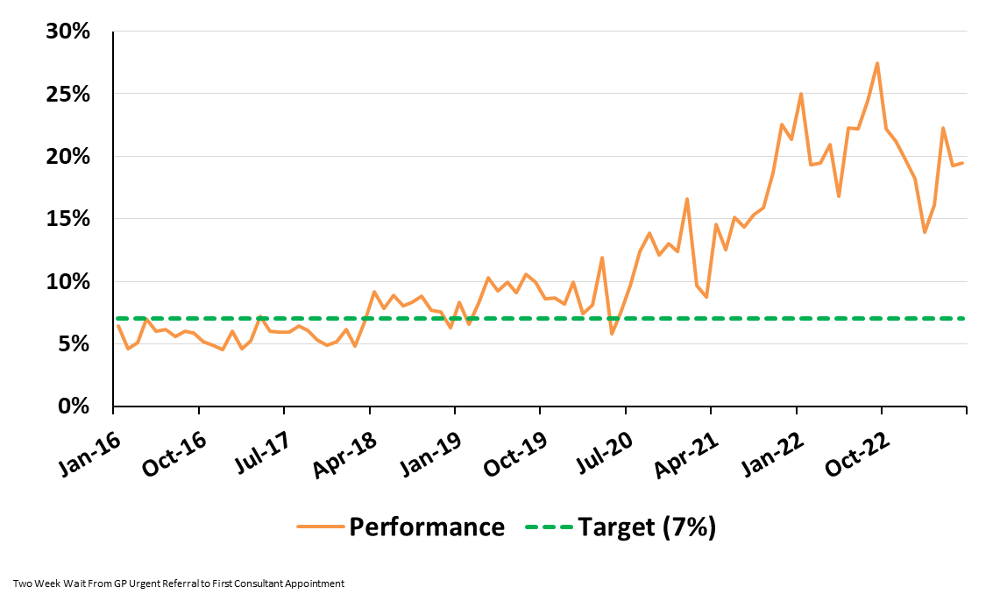 30%
25%
20%
15%
10%
5%
0%
Jan-16
Oct-16
Jul-17
Apr-18
Jan-19
Oct-19
Jul-20
Apr-21
Jan-22
Oct-22
Performance
Target (7%)
Two Week Wait From GP Urgent Referral to First Consultant Appointment